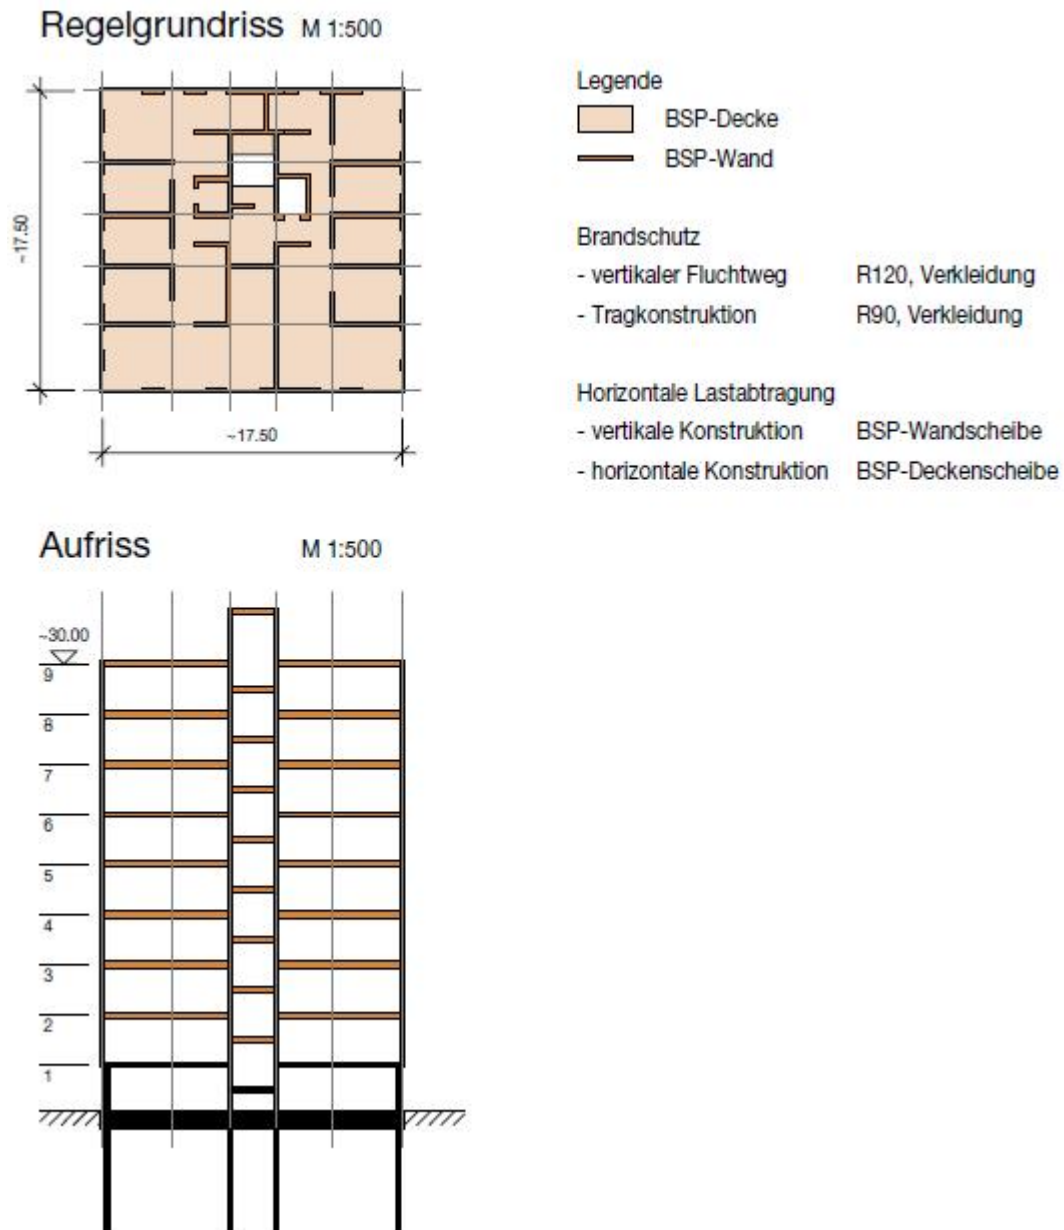 Regelgrundriss M 1:500
~17.50
~17.50
Legende
BSP-Decke
BSP-Wand
Brandschutz
- vertikaler Fluchtweg R120, Verkleidung
- Tragkonstruktion R90, Verkleidung
Horizontale Lastabtragung
- vertikale Konstruktion BSP-Wandscheibe
- horizontale Konstruktion BSP-Deckenscheibe
Aufriss M 1:500
~30.00
9
8
7
6
5
4
3
2
1